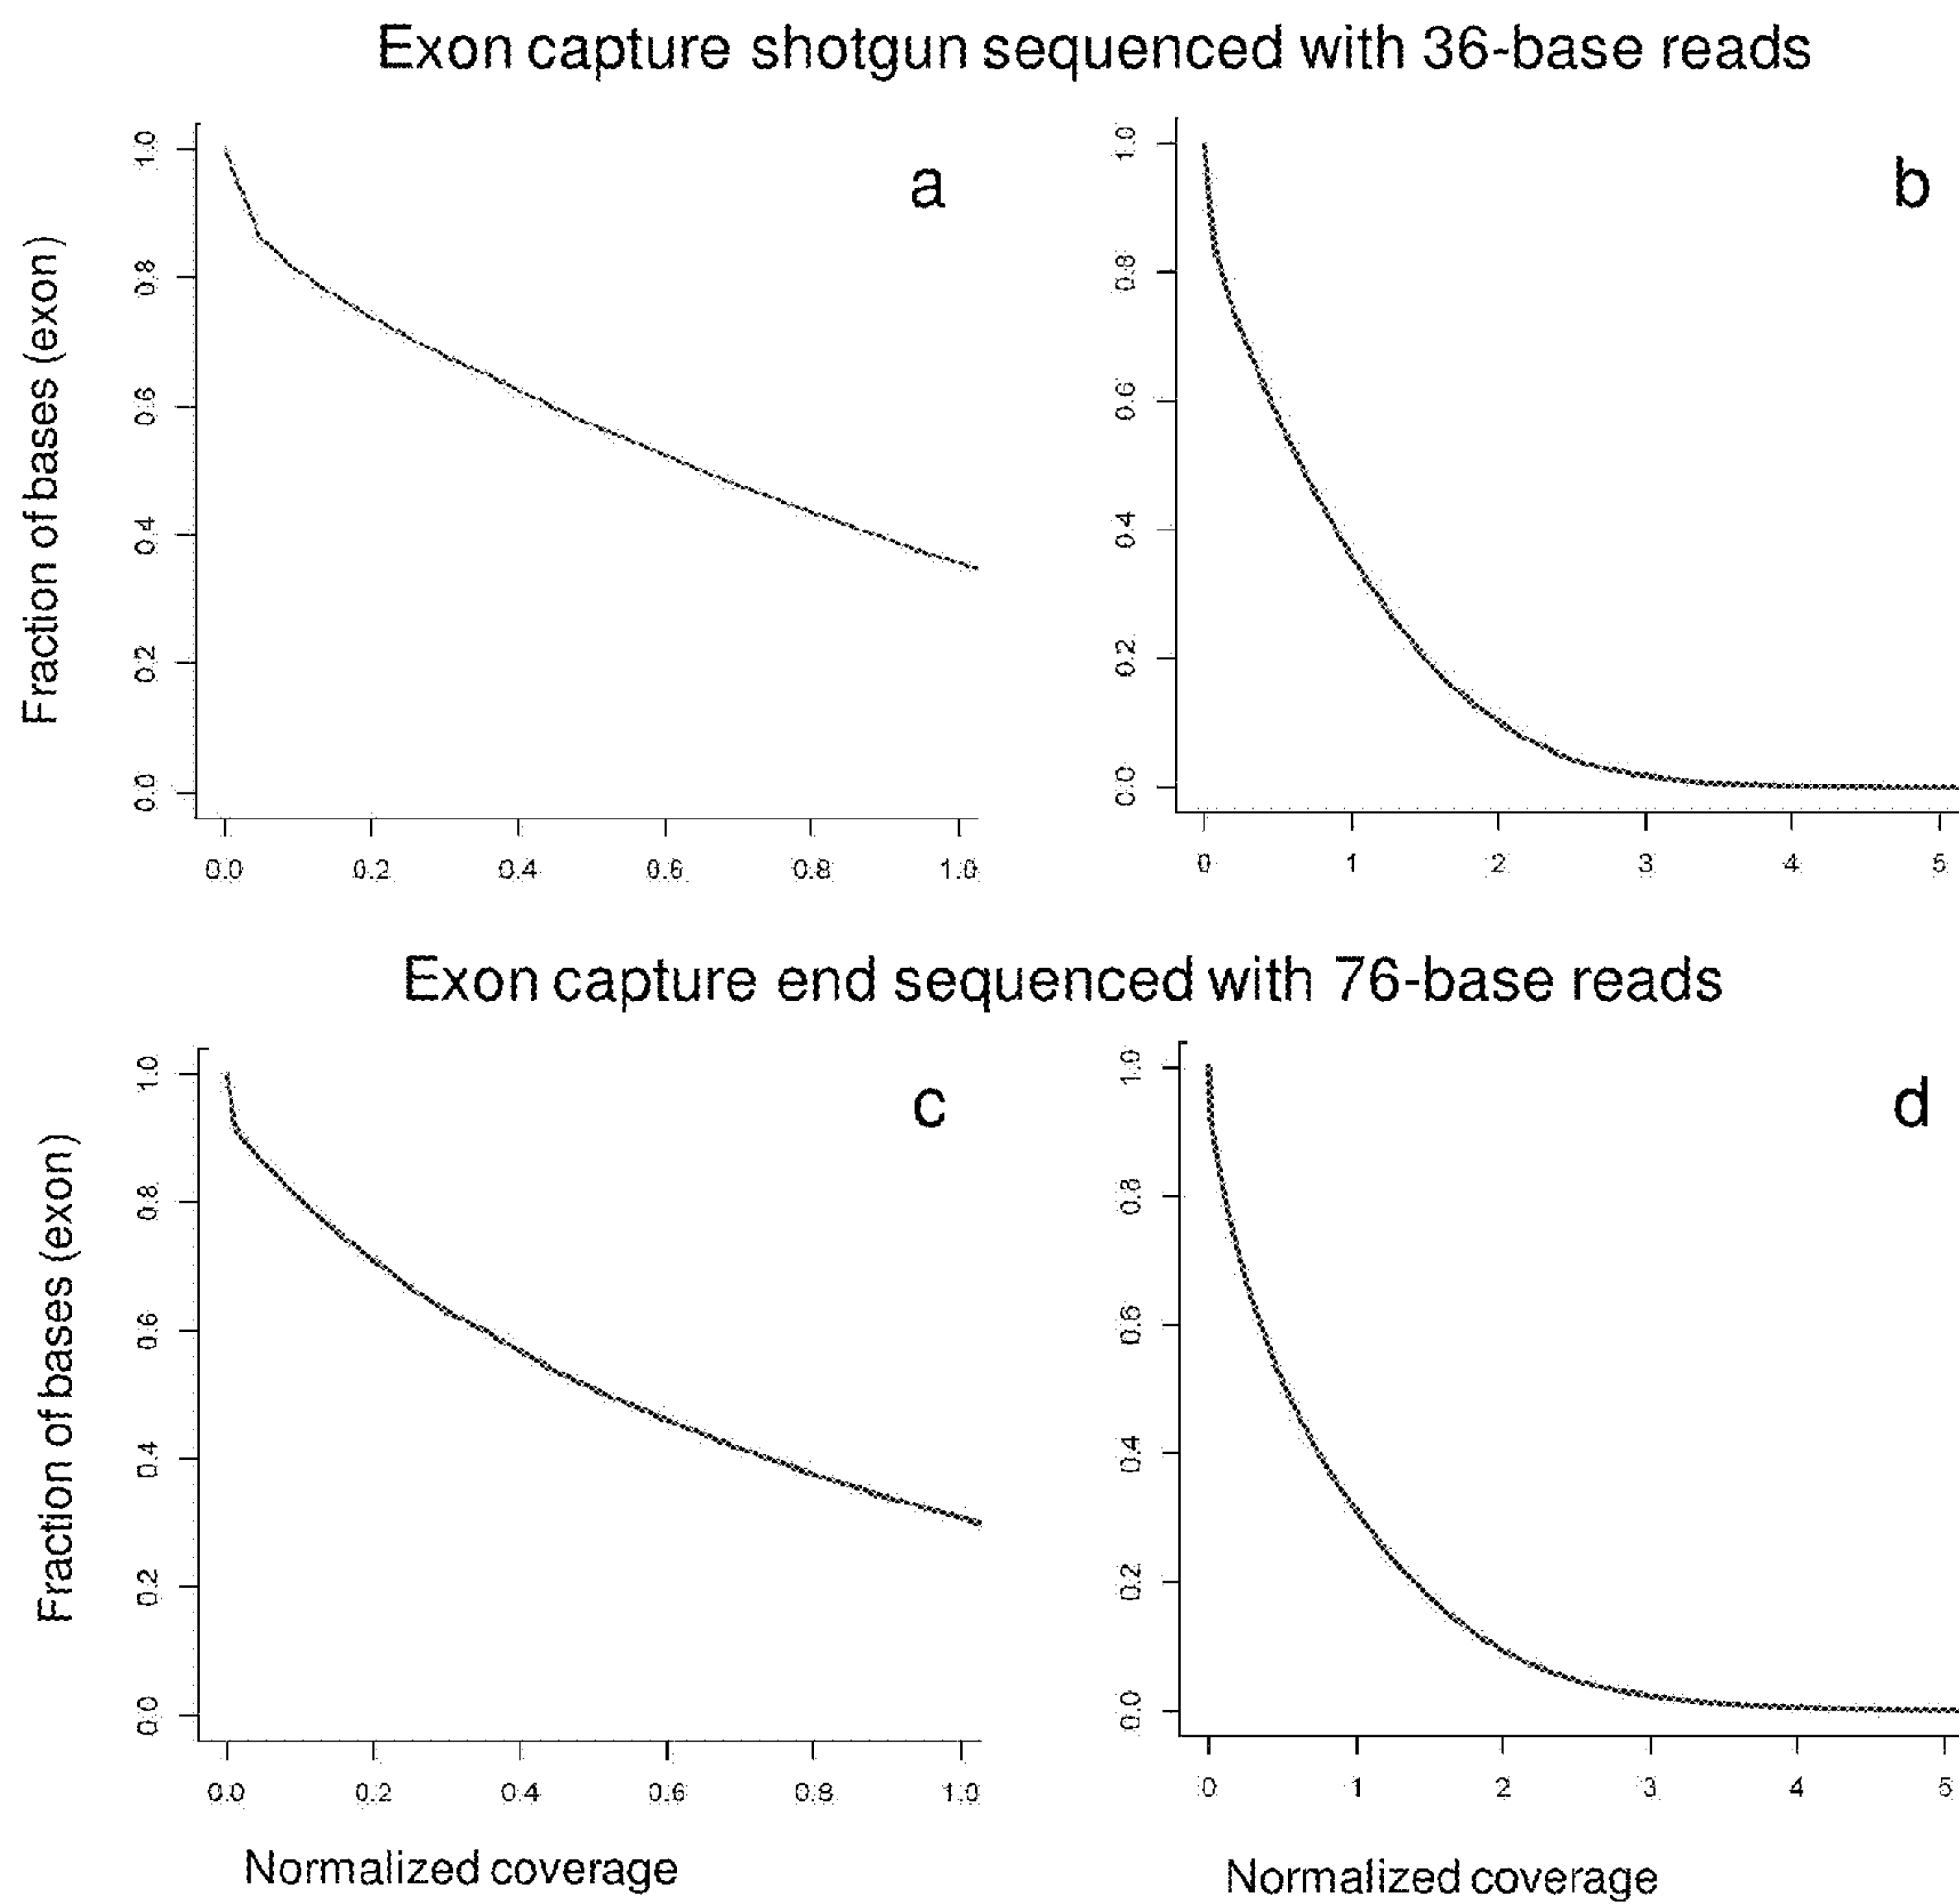 Exon capture shotgun sequenced with 36-base reads
a
b
Fraction of bases (exon)
1.0
0.8
0.6
0.4
0.2
0.0
0.0 0.2 0.4 0.6 0.8 1.0
1.0
0.8
0.6
0.4
0.2
0.0
0 1 2 3 4 5
Exon capture end sequenced with 76-base reads
c
d
Fraction of bases (exon)
1.0
0.8
0.6
0.4
0.2
0.0
0.0 0.2 0.4 0.6 0.8 1.0
Normalized coverage
1.0
0.8
0.6
0.4
0.2
0.0
0 1 2 3 4 5
Normalized coverage